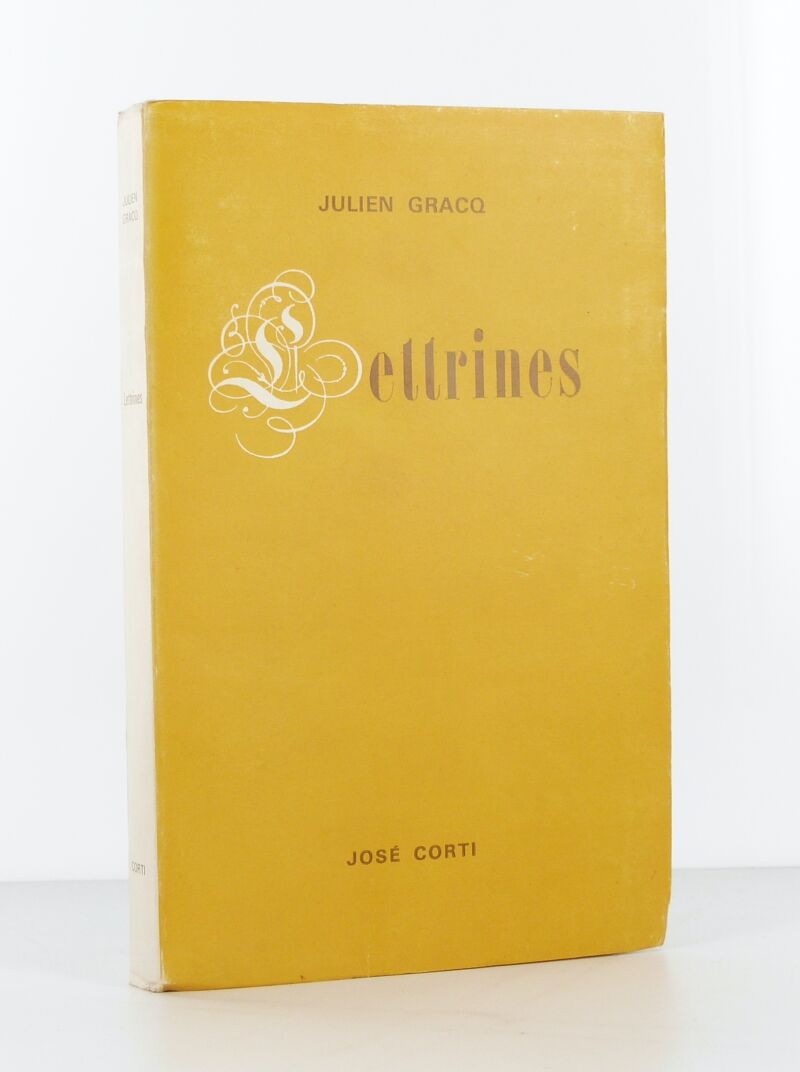 JULIEN GRACQ
Lettrines
JOSÉ CORTI
JULIEN
GRACQ
Lettrines
CORTI